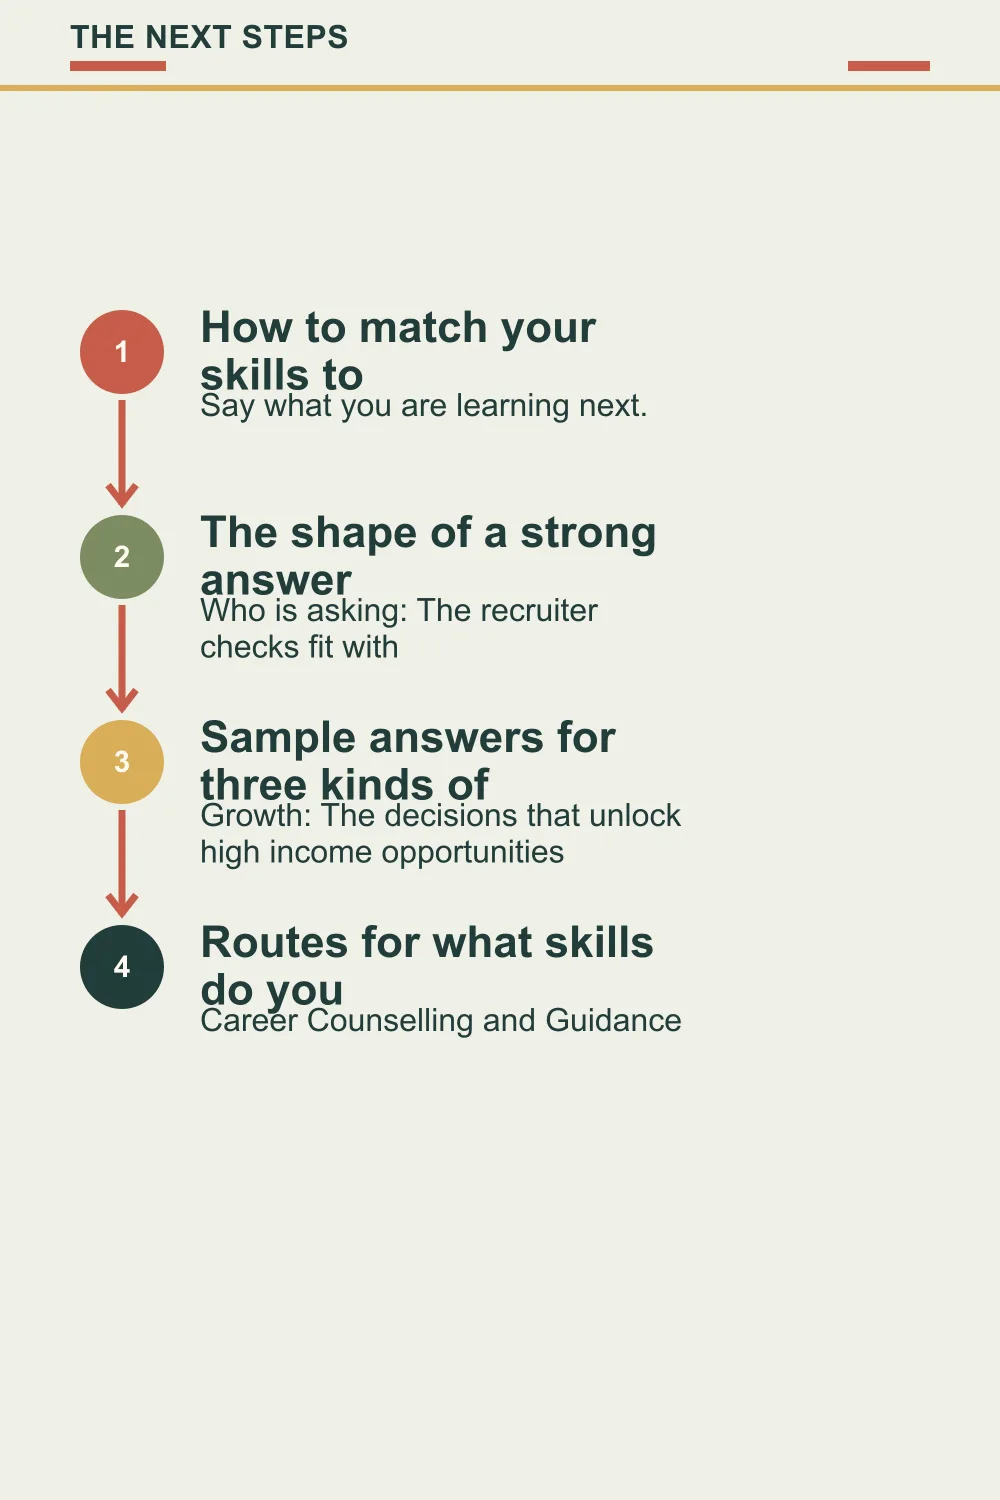 THE NEXT STEPS
1
How to match your
skills to
Say what you are learning next.
2
The shape of a strong
answer
Who is asking: The recruiter
checks fit with
3
Sample answers for
three kinds of
Growth: The decisions that unlock
high income opportunities
4
Routes for what skills
do you
Career Counselling and Guidance